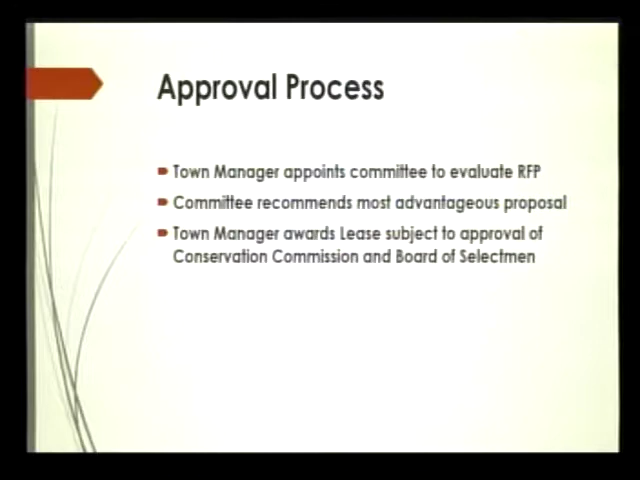 Approval Process
Town Manager appoints committee to evaluate RFP
Committee recommends most advantageous proposal
Town Manager awards Lease subject to approval of
Conservation Commission and Board of Selectmen